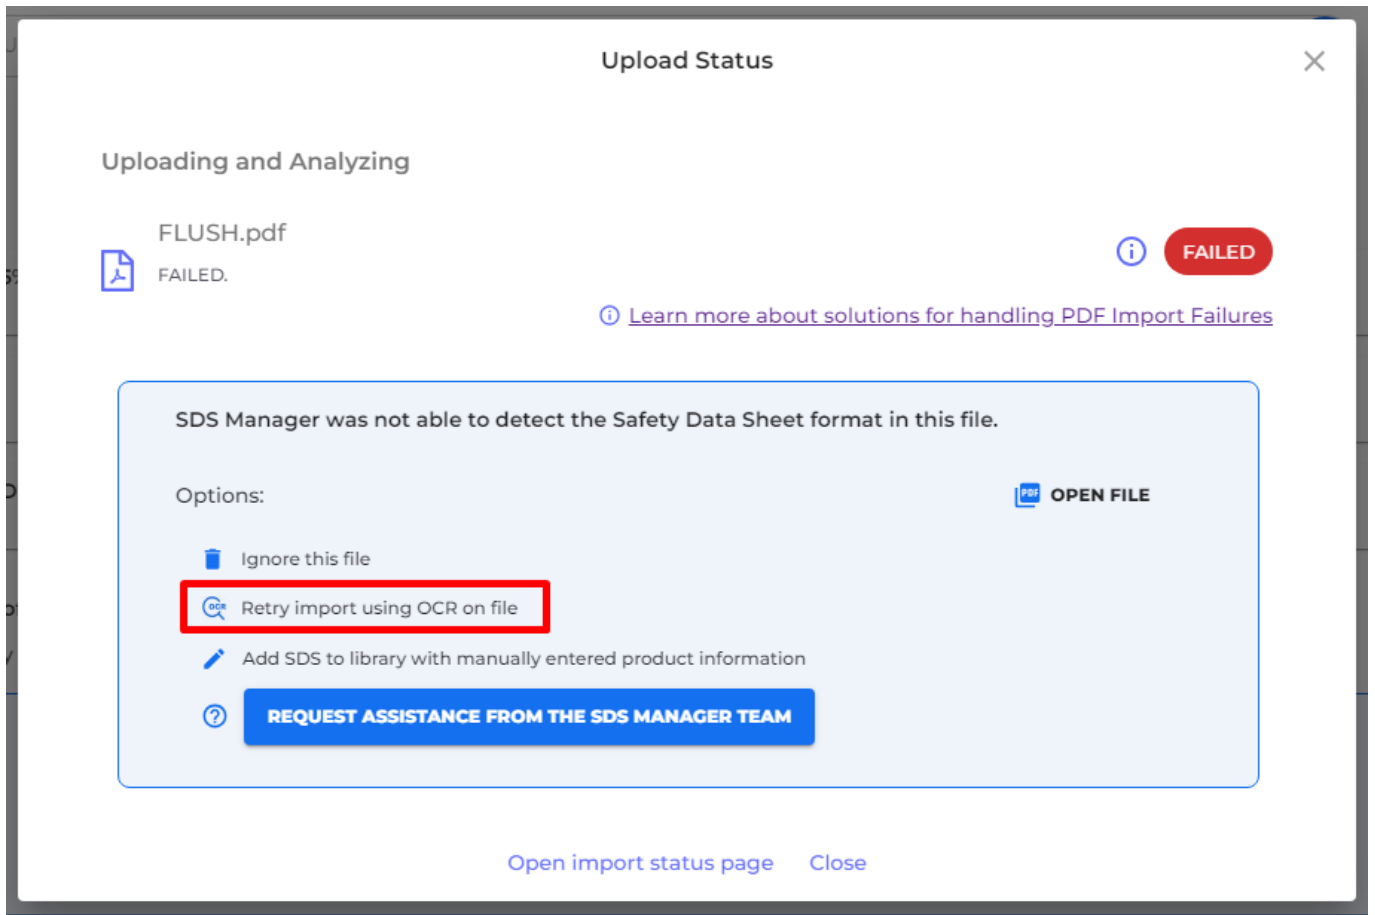 Upload Status
Uploading and Analyzing
FLUSH.pdf
FAILED.
FAILED
Learn more about solutions for handling PDF Import Failures
SDS Manager was not able to detect the Safety Data Sheet format in this file.
Options:
PDF OPEN FILE
Ignore this file
OCR Retry import using OCR on file
Add SDS to library with manually entered product information
REQUEST ASSISTANCE FROM THE SDS MANAGER TEAM
Open import status page Close